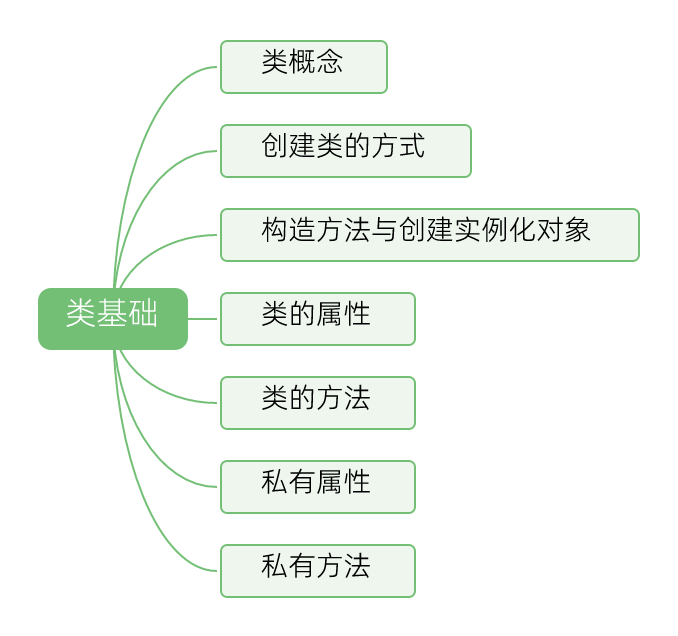 类概念
创建类的方式
构造方法与创建实例化对象
类基础
类的属性
类的方法
私有属性
私有方法